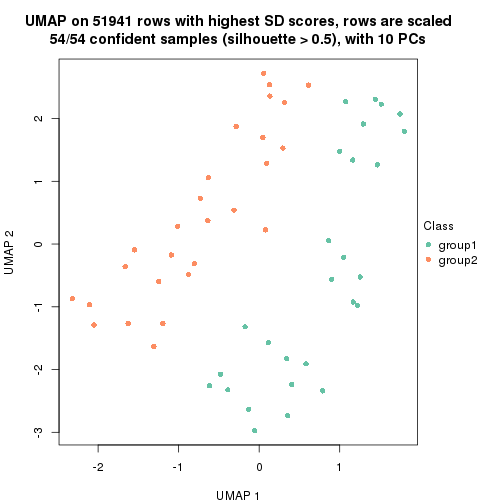 UMAP on 51941 rows with highest SD scores, rows are scaled
54/54 confident samples (silhouette > 0.5), with 10 PCs
2
1
0
-1
-2
-3
UMAP 2
-2
-1
0
1
UMAP 1
Class
group1
group2